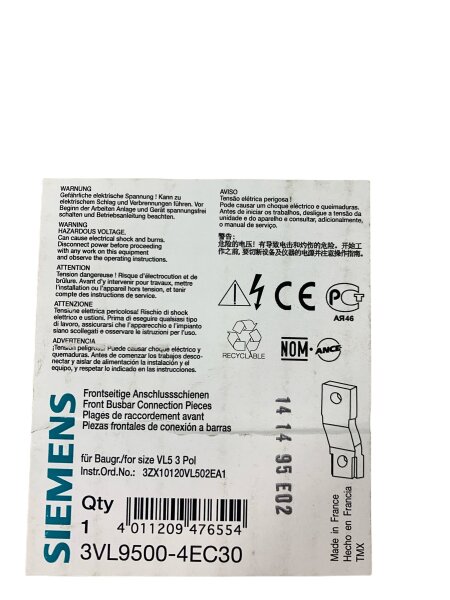 WARNUNG
Gefährliche elektrische Spannung ! Kann zu
elektrischem Schlag und Verbrennungen führen. Vor
Beginn der Arbeiten Anlage und Gerät spannungsfrei
schalten und Betriebsanleitung beachten.
WARNING
HAZARDOUS VOLTAGE.
Can cause electrical shock and burns.
Disconnect power before proceeding
with any work on this equipment
and observe the operating instructions.
ATTENTION
Tension dangereuse ! Risque d'électrocution et de
brûlure. Avant d'y intervenir pour travaux, mettre
l'installation ou l'appareil hors tension, et tenir
compte des instructions de service.
ATTENZIONE
Tensione elettrica pericolosa! Rischio di shock
elettrico e ustioni. Prima di eseguire qualsiasi tipo
di lavoro, assicurarsi che l'apparecchio e l'impianto
siano scollegati e osservare le istruzioni di service.
ADVERTENCIA
¡Tensión peligrosa! Puede causar choque eléctrico y
quemaduras. Antes de comenzar los trabajos desco-
nectar y aislar de alimentación la instalación y el
equipo, y respetar lo indicado en las instrucciones.
AVISO
Tensão elétrica perigosa !
Pode causar um choque elétrico e queimaduras.
Antes de iniciar os trabalhos, desligue a tensão da
unidade e do aparelho e consultar, adicionalmente,
o manual de serviço.
警告:
危险的电压！有导致电击和灼伤的危险。开始工
作之前，要切断设备及仪器的电源并注意操作指南。
CE
РСТ
АЯ46
RECYCLABLE
NOM-ANCE
SIEMENS
Frontseitige Anschlussschienen
Front Busbar Connection Pieces
Plages de raccordement avant
Piezas frontales de conexión a barras
für Baugr./for size VL5 3 Pol
Instr.Ord.No.: 3ZX10120VL502EA1
14 14 95 E02
Qty
1
4 011209 476554
3VL9500-4EC30
Made in France
Hecho en Francia
TMX